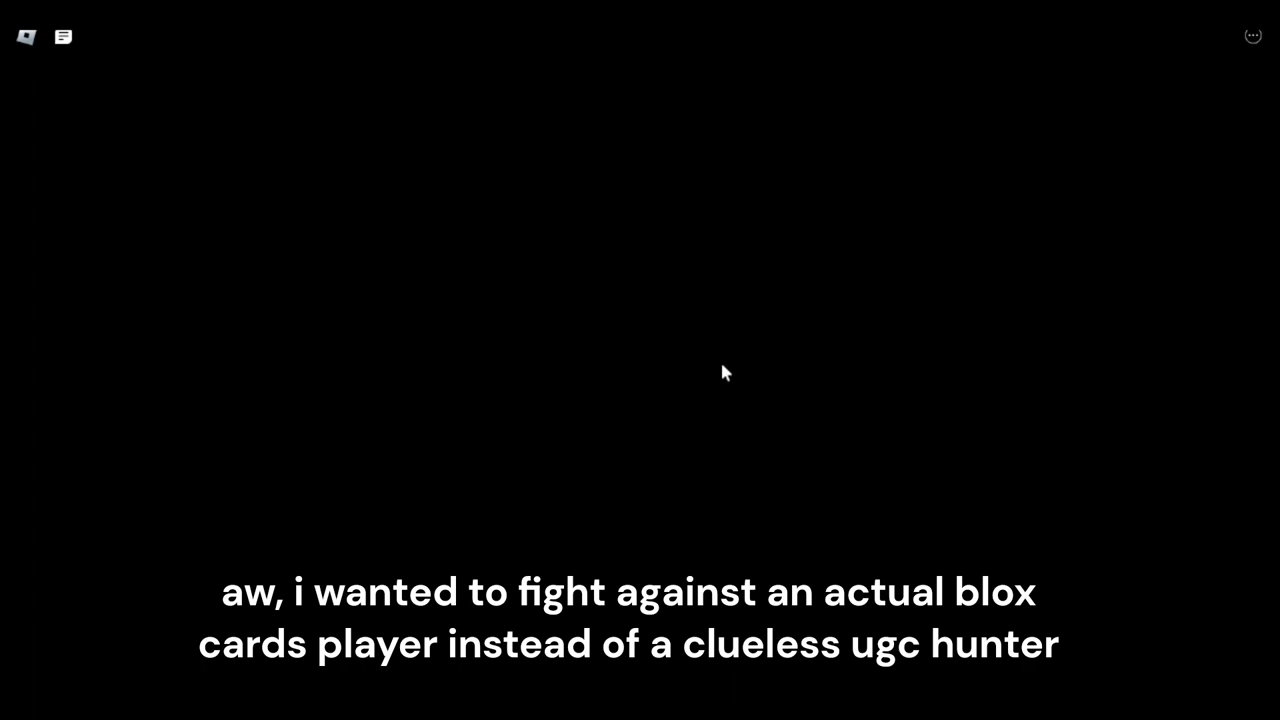 aw, i wanted to fight against an actual blox
cards player instead of a clueless ugc hunter